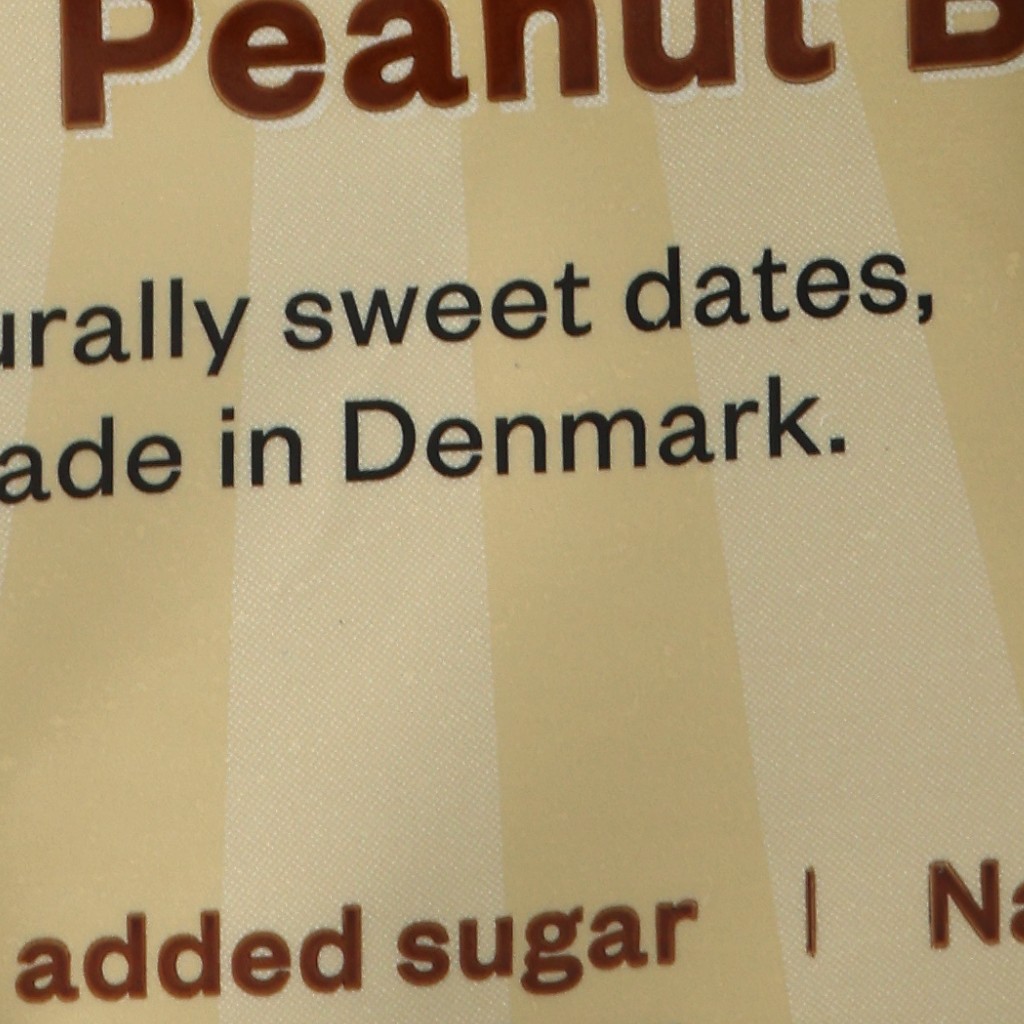 Peanut B
urally sweet dates,
ade in Denmark.
added sugar | Na